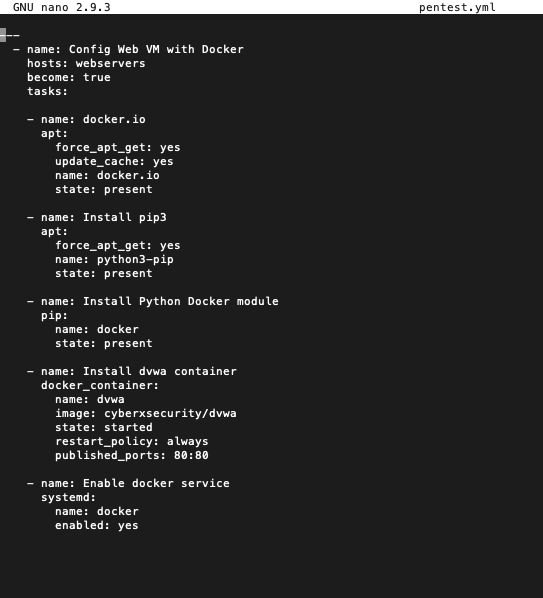 GNU nano 2.9.3 pentest.yml
---
- name: Config Web VM with Docker
hosts: webservers
become: true
tasks:
- name: docker.io
apt:
force_apt_get: yes
update_cache: yes
name: docker.io
state: present
- name: Install pip3
apt:
force_apt_get: yes
name: python3-pip
state: present
- name: Install Python Docker module
pip:
name: docker
state: present
- name: Install dvwa container
docker_container:
name: dvwa
image: cyberxsecurity/dvwa
state: started
restart_policy: always
published_ports: 80:80
- name: Enable docker service
systemd:
name: docker
enabled: yes